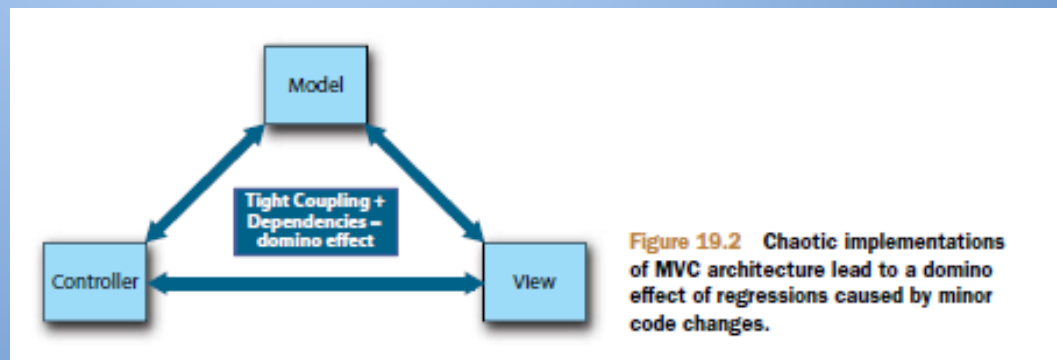 Model
Tight Coupling +
Dependencies =
domino effect
Controller
View
Figure 19.2 Chaotic implementations
of MVC architecture lead to a domino
effect of regressions caused by minor
code changes.